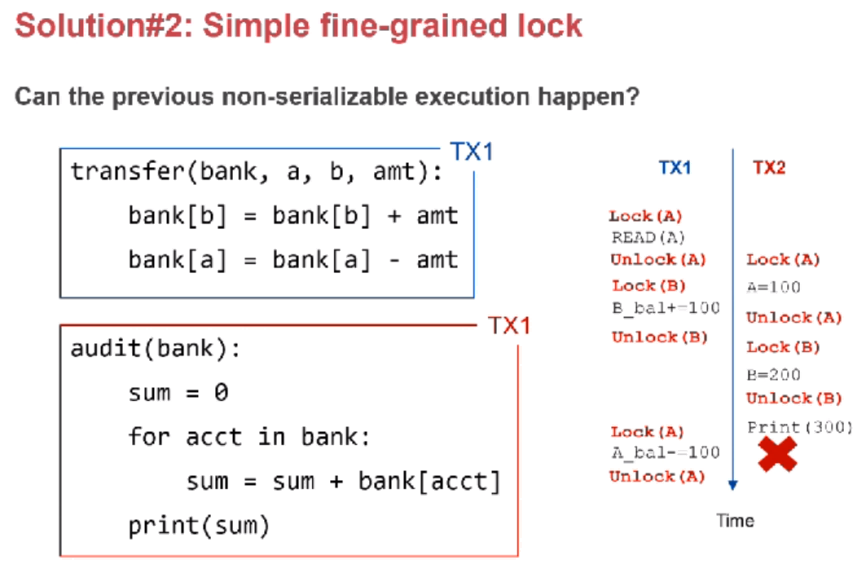 Solution#2: Simple fine-grained lock
Can the previous non-serializable execution happen?
TX1
transfer(bank, a, b, amt):
bank[b] = bank[b] + amt
bank[a] = bank[a] - amt
TX1
audit(bank):
sum = 0
for acct in bank:
sum = sum + bank[acct]
print(sum)
TX1
Lock(A)
READ(A)
Unlock(A)
Lock(B)
B_bal+=100
Unlock(B)
Lock(A)
A_bal-=100
Unlock(A)
TX2
Lock(A)
A=100
Unlock(A)
Lock(B)
B=200
Unlock(B)
Print(300)
Time